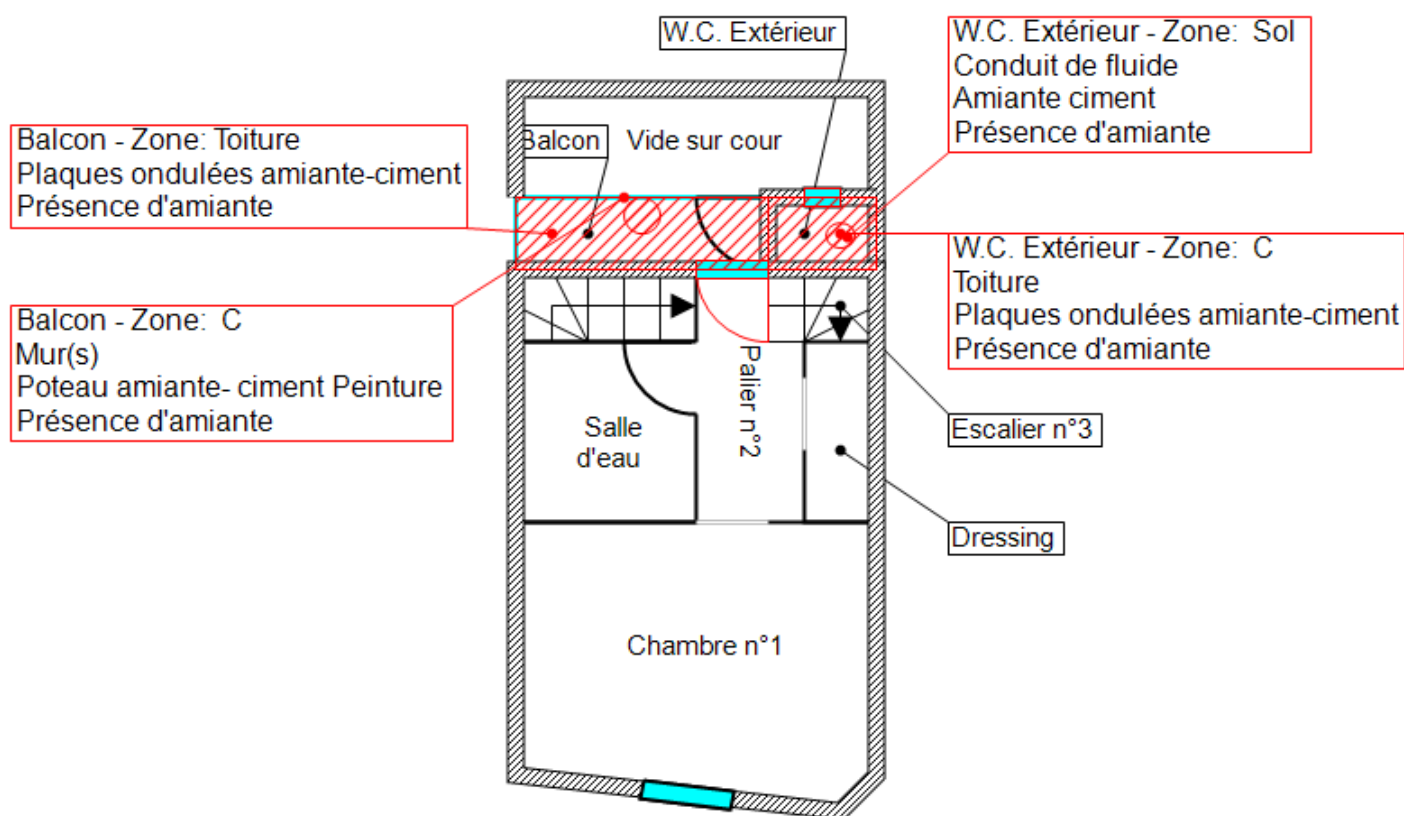 W.C. Extérieur
W.C. Extérieur - Zone: Sol
Conduit de fluide
Amiante ciment
Présence d'amiante
Balcon - Zone: Toiture
Plaques ondulées amiante-ciment
Présence d'amiante
Balcon
Vide sur cour
W.C. Extérieur - Zone: C
Toiture
Plaques ondulées amiante-ciment
Présence d'amiante
Balcon - Zone: C
Mur(s)
Poteau amiante- ciment Peinture
Présence d'amiante
Palier n°2
Salle
d'eau
Escalier n°3
Dressing
Chambre n°1